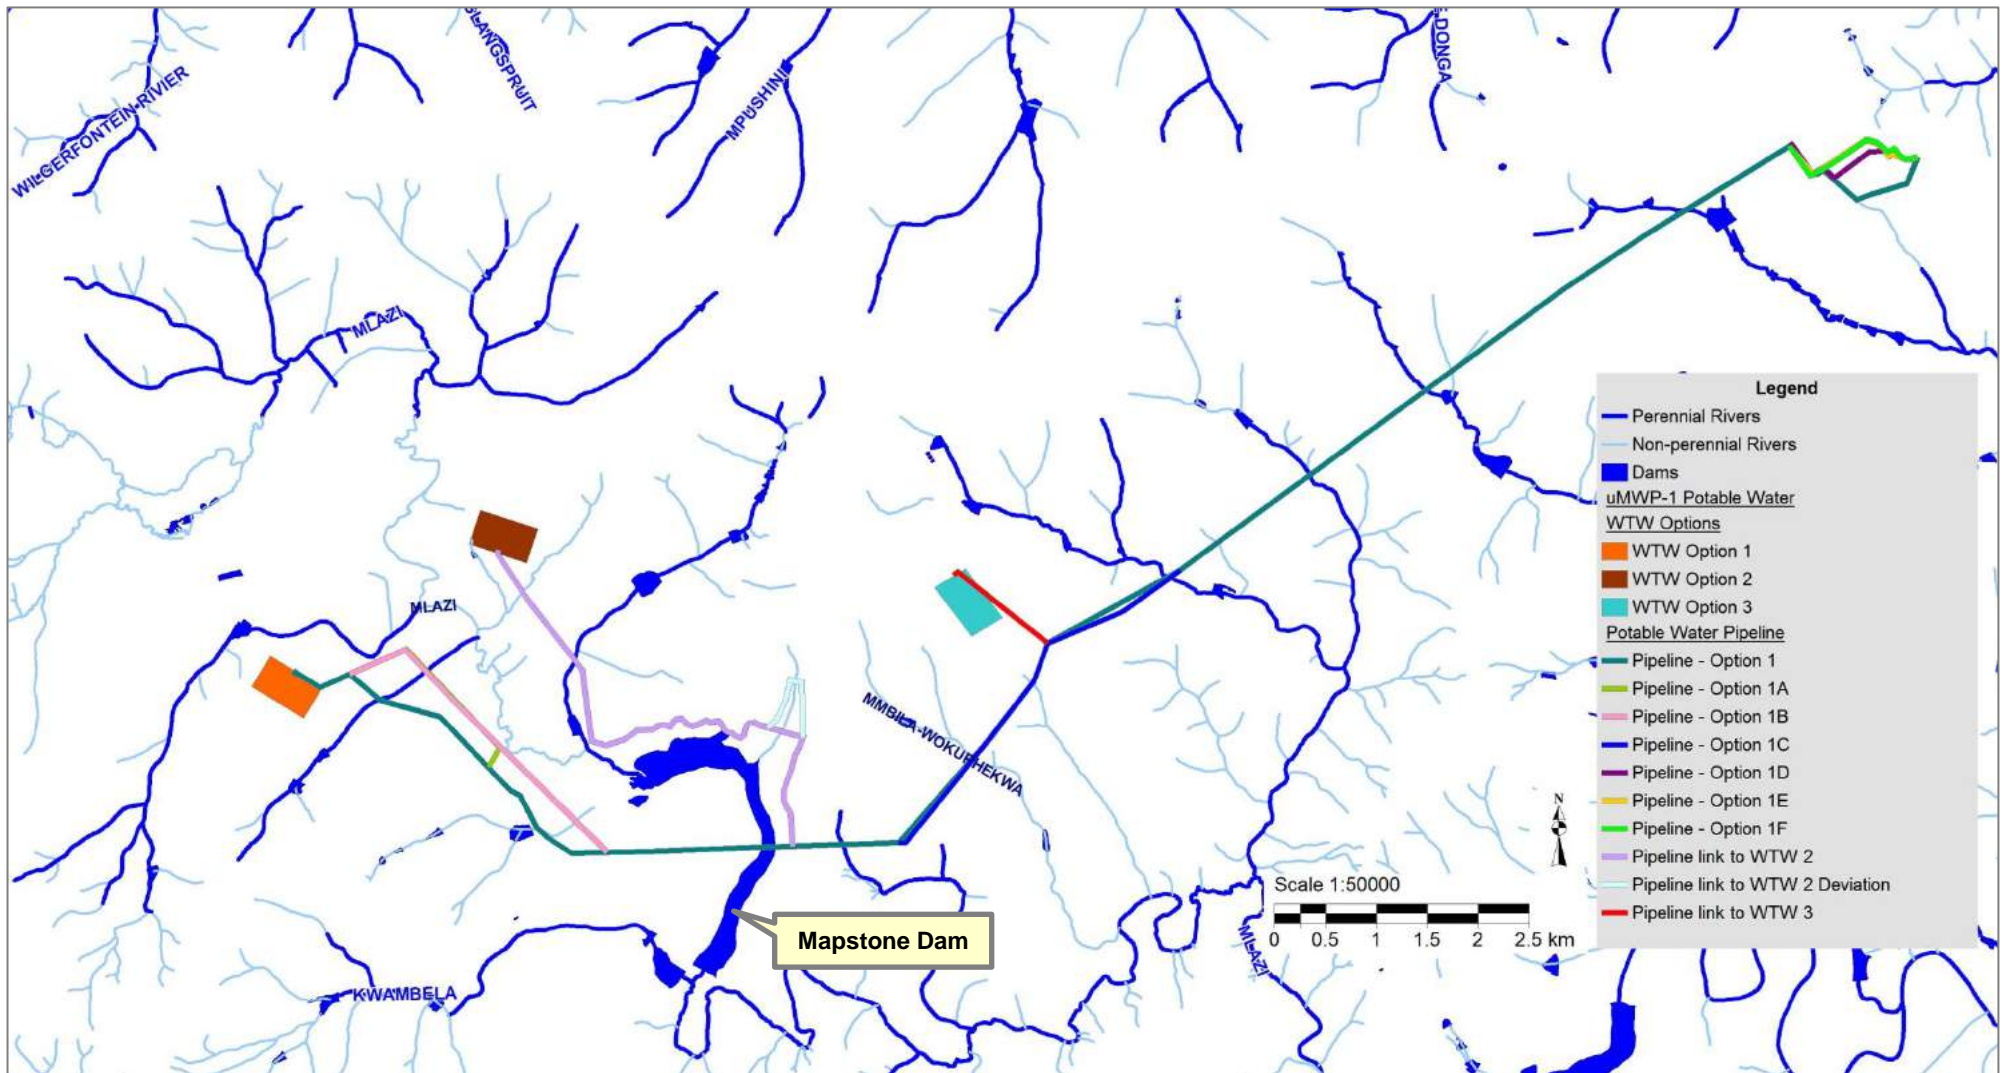 SLANGSPRUIT
MPUSHINI
WILGERFONTEIN-RIVIER
MLAZI
MLAZI
MMBILA-WOKUPHEKWA
KWAMBELA
MLAZI
Mapstone Dam
N
Scale 1:50000
0 0.5 1 1.5 2 2.5 km
Legend
Perennial Rivers
Non-perennial Rivers
Dams
uMWP-1 Potable Water
WTW Options
WTW Option 1
WTW Option 2
WTW Option 3
Potable Water Pipeline
Pipeline - Option 1
Pipeline - Option 1A
Pipeline - Option 1B
Pipeline - Option 1C
Pipeline - Option 1D
Pipeline - Option 1E
Pipeline - Option 1F
Pipeline link to WTW 2
Pipeline link to WTW 2 Deviation
Pipeline link to WTW 3